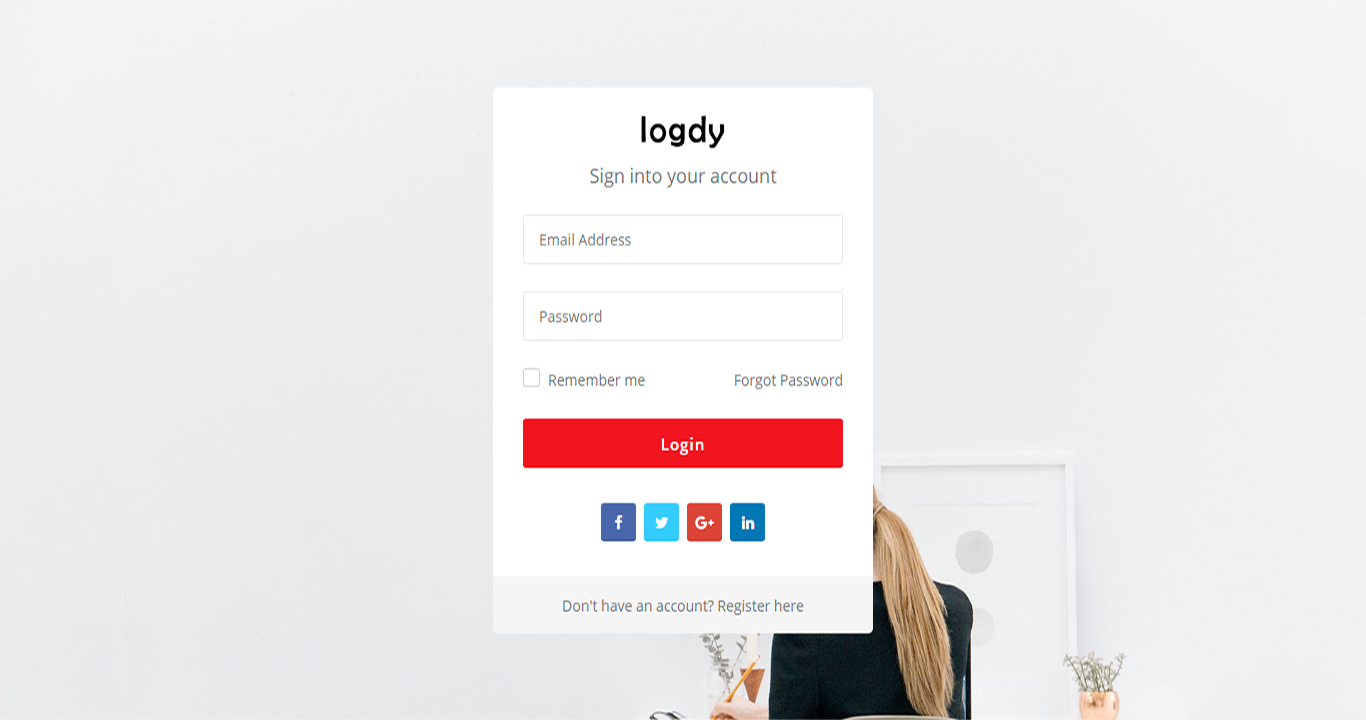 logdy
Sign into your account
Email Address
Password
Remember me
Forgot Password
Login
f
G+
in
Don't have an account? Register here